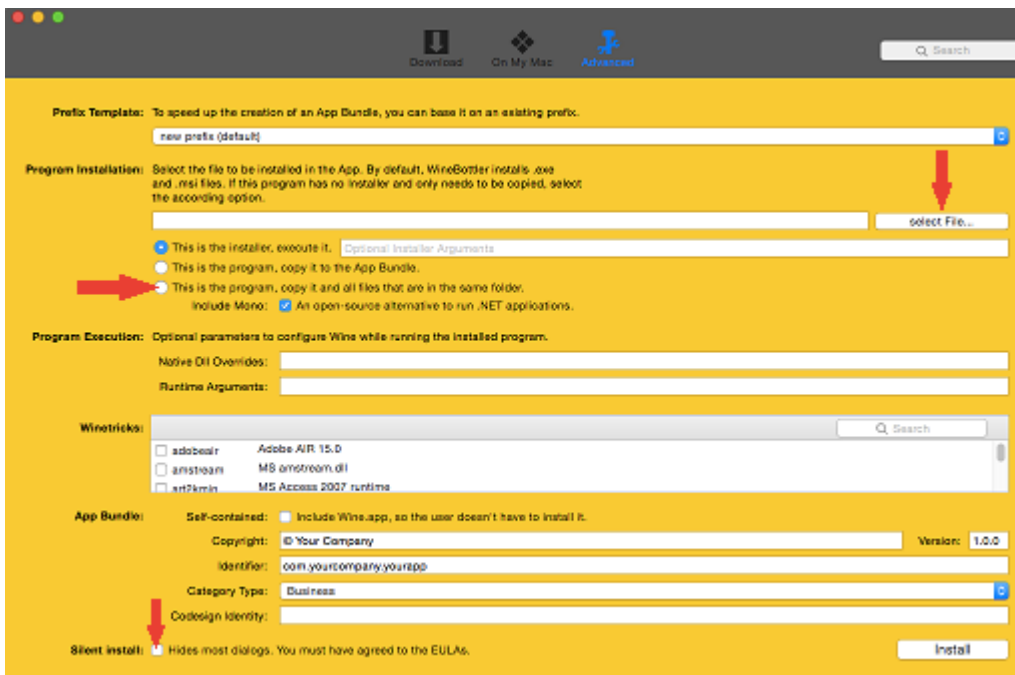 Download On My Mac Advanced Search
Prefix Template: To speed up the creation of an App Bundle, you can base it on an existing prefix.
new prefix (default)
Program Installation: Select the file to be installed in the App. By default, WineBottler installs .exe
and .msi files. If this program has no Installer and only needs to be copied, select
the according option.
select File...
This is the installer, execute it. Optional Installer Arguments
This is the program, copy it to the App Bundle.
This is the program, copy it and all files that are in the same folder.
Include Mono: An open-source alternative to run .NET applications.
Program Execution: Optional parameters to configure Wine while running the installed program.
Native Dll Overrides:
Runtime Arguments:
Winetricks: Search
adobeair Adobe AIR 15.0
amstream MS amstream.dll
art2kmin MS Access 2007 runtime
App Bundle: Self-contained: Include Wine.app, so the user doesn't have to install it.
Copyright: © Your Company Version: 1.0.0
Identifier: com.yourcompany.yourapp
Category Type: Business
Codesign Identity:
Silent install: Hides most dialogs. You must have agreed to the EULAs. Install